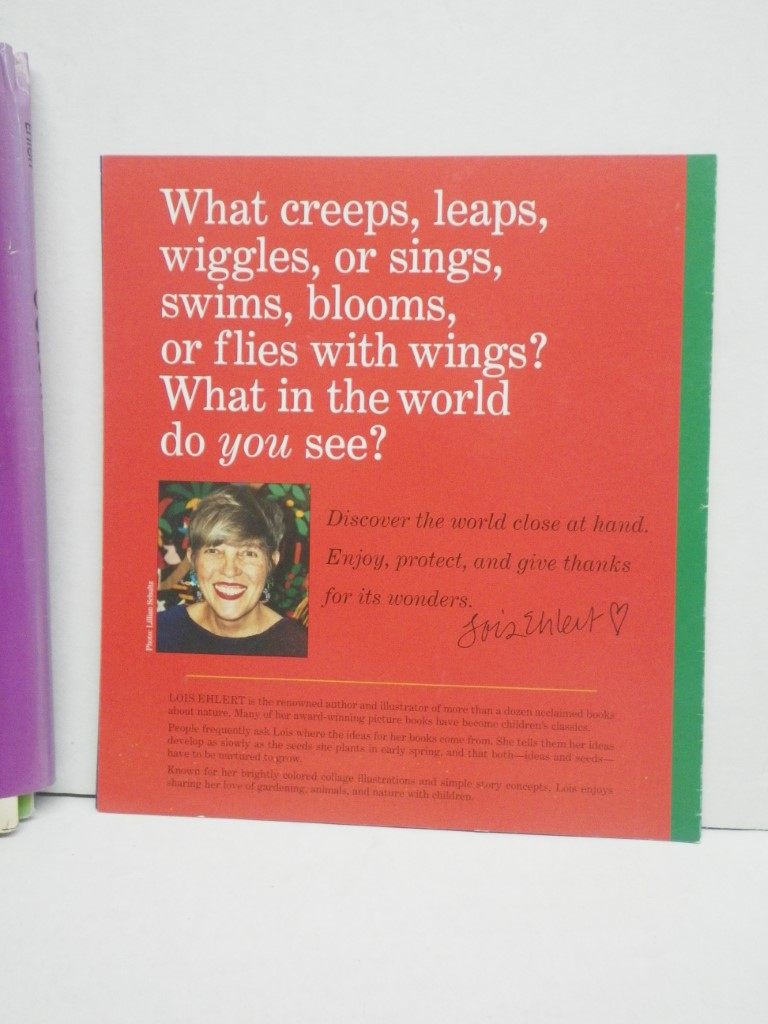 What creeps, leaps,
wiggles, or sings,
swims, blooms,
or flies with wings?
What in the world
do you see?
Discover the world close at hand.
Enjoy, protect, and give thanks
for its wonders.
Lois Ehlert
Photo: Lillian Schultz
LOIS EHLERT is the renowned author and illustrator of more than a dozen acclaimed books
about nature. Many of her award-winning picture books have become children's classics.
People frequently ask Lois where the ideas for her books come from. She tells them her ideas
develop as slowly as the seeds she plants in early spring, and that both—ideas and seeds—
have to be nurtured to grow.
Known for her brightly colored collage illustrations and simple story concepts, Lois enjoys
sharing her love of gardening, animals, and nature with children.